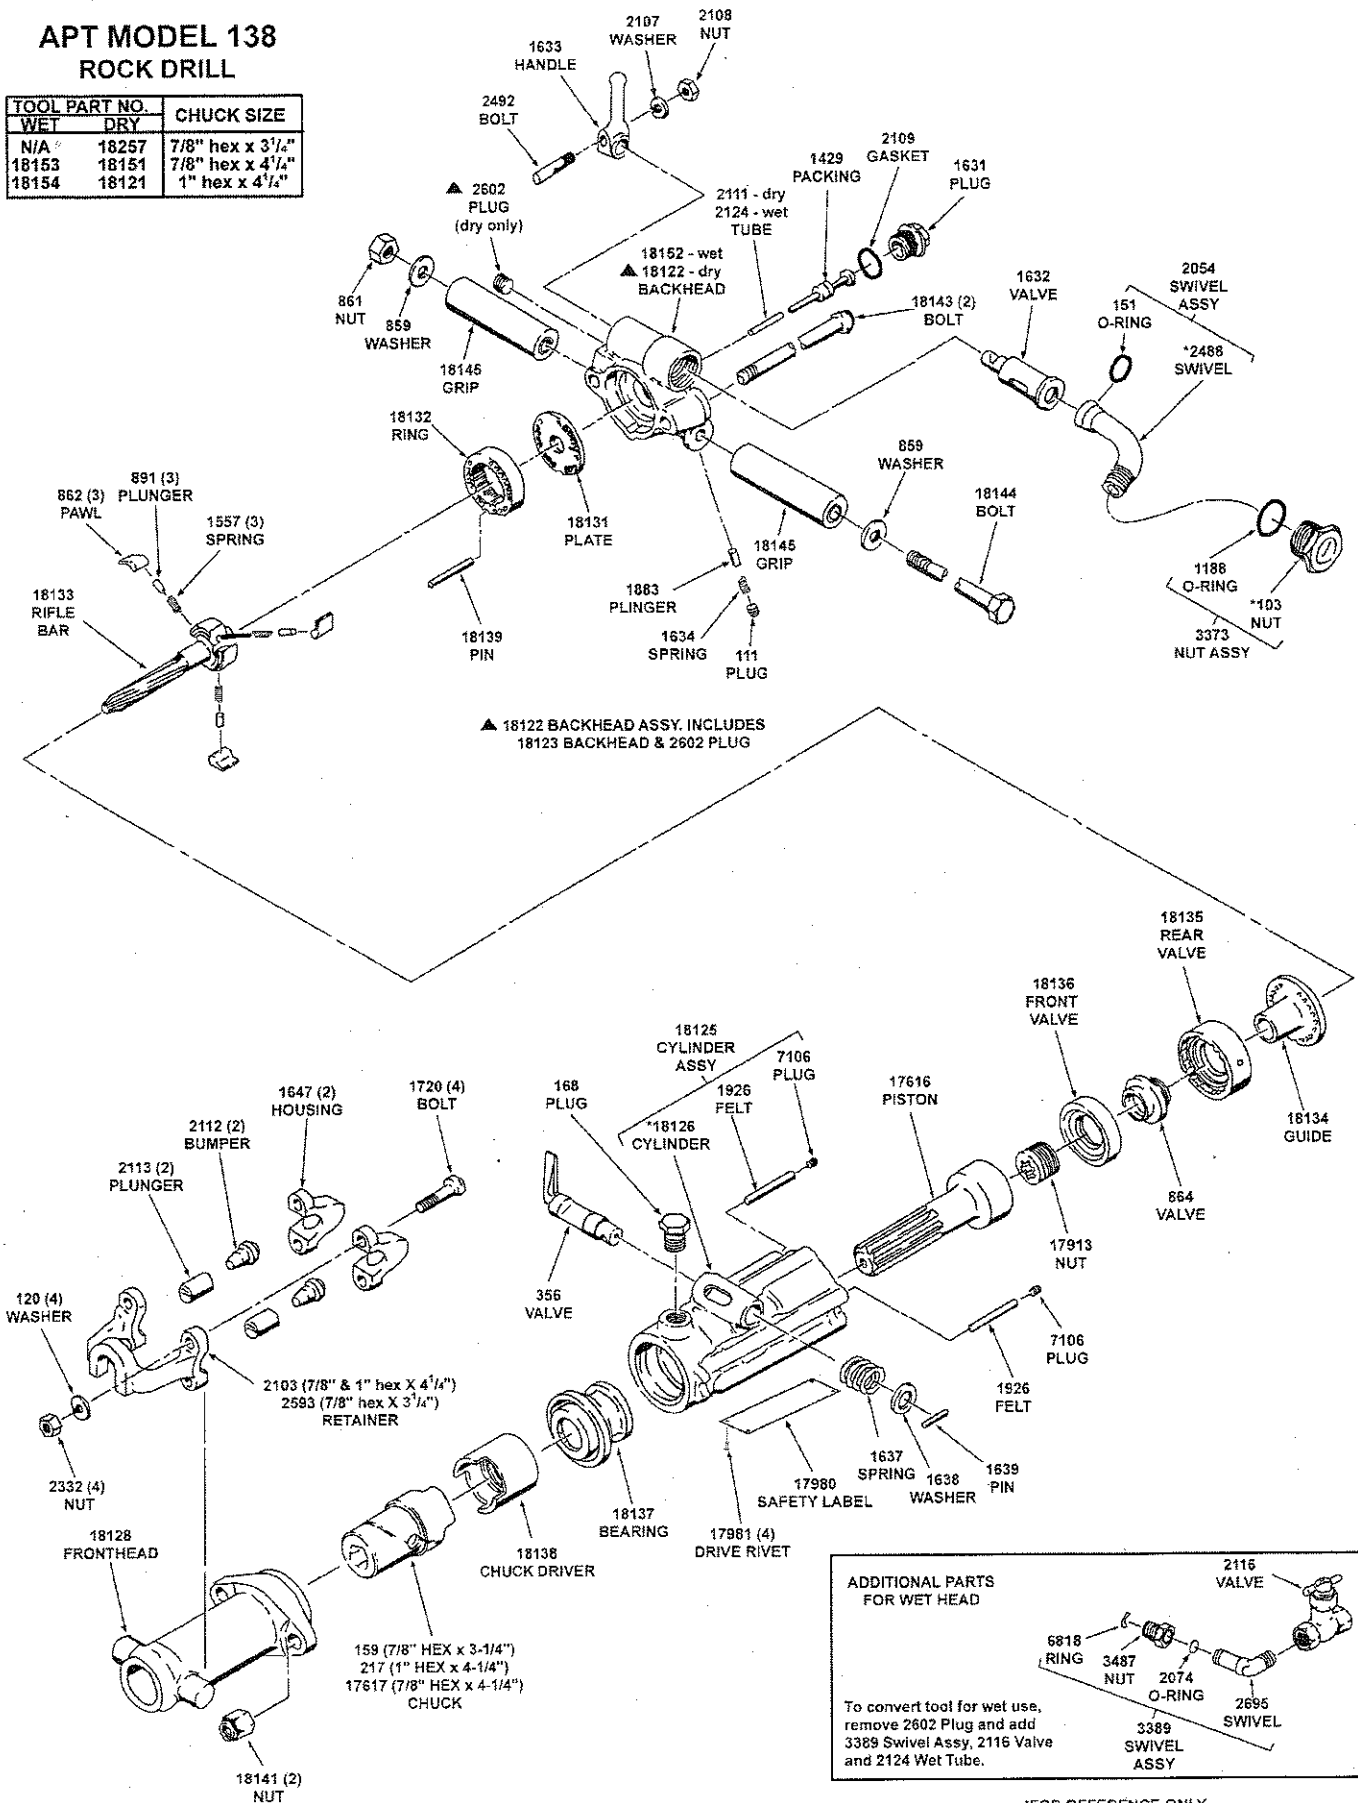 APT MODEL 138
ROCK DRILL
TOOL PART NO. CHUCK SIZE
WET DRY
N/A 18257 7/8" hex x 3¹/₄"
18153 18151 7/8" hex x 4¹/₄"
18154 18121 1" hex x 4¹/₄"
2108
NUT
2107
WASHER
1633
HANDLE
2492
BOLT
▲ 2602
PLUG
(dry only)
861
NUT
859
WASHER
18145
GRIP
18152 - wet
▲ 18122 - dry
BACKHEAD
2111 - dry
2124 - wet
TUBE
1429
PACKING
2109
GASKET
1631
PLUG
18143 (2)
BOLT
1632
VALVE
2054
SWIVEL
ASSY
151
O-RING
*2488
SWIVEL
18132
RING
18131
PLATE
859
WASHER
18144
BOLT
18145
GRIP
1188
O-RING
*103
NUT
3373
NUT ASSY
891 (3)
PLUNGER
862 (3)
PAWL
1557 (3)
SPRING
18133
RIFLE
BAR
18139
PIN
1883
PLINGER
1634
SPRING
111
PLUG
▲ 18122 BACKHEAD ASSY. INCLUDES
18123 BACKHEAD & 2602 PLUG
18135
REAR
VALVE
18136
FRONT
VALVE
18134
GUIDE
864
VALVE
17913
NUT
17616
PISTON
18125
CYLINDER
ASSY
7106
PLUG
1926
FELT
*18126
CYLINDER
168
PLUG
356
VALVE
1720 (4)
BOLT
1647 (2)
HOUSING
2112 (2)
BUMPER
2113 (2)
PLUNGER
120 (4)
WASHER
2332 (4)
NUT
2103 (7/8" & 1" hex X 4¹/₄")
2593 (7/8" hex X 3¹/₄")
RETAINER
7106
PLUG
1926
FELT
1637
SPRING
1638
WASHER
1639
PIN
17980
SAFETY LABEL
17981 (4)
DRIVE RIVET
18137
BEARING
18138
CHUCK DRIVER
18128
FRONTHEAD
159 (7/8" HEX x 3-1/4")
217 (1" HEX x 4-1/4")
17617 (7/8" HEX x 4-1/4")
CHUCK
18141 (2)
NUT
ADDITIONAL PARTS
FOR WET HEAD
2116
VALVE
6818
RING
3487
NUT
2074
O-RING
2695
SWIVEL
3389
SWIVEL
ASSY
To convert tool for wet use,
remove 2602 Plug and add
3389 Swivel Assy, 2116 Valve
and 2124 Wet Tube.
*FOR REFERENCE ONLY